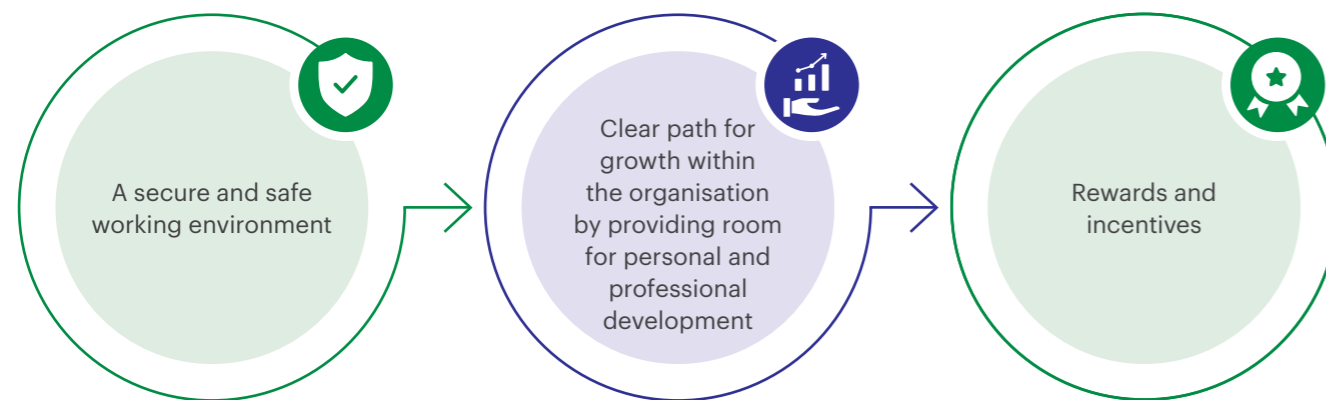 A secure and safe
working environment
Clear path for
growth within
the organisation
by providing room
for personal and
professional
development
Rewards and
incentives